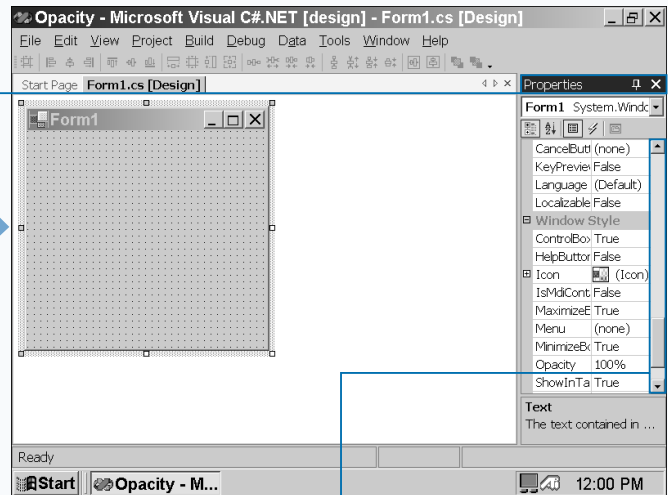 Opacity - Microsoft Visual C#.NET [design] - Form1.cs [Design]
File Edit View Project Build Debug Data Tools Window Help
Start Page Form1.cs [Design]
Properties
Form1 System.Windo
Form1
CancelButt (none)
KeyPreviev False
Language (Default)
Localizable False
Window Style
ControlBox True
HelpButtor False
Icon (Icon)
IsMdiCont False
MaximizeE True
Menu (none)
MinimizeBo True
Opacity 100%
ShowInTa True
Text
The text contained in ...
Ready
Start Opacity - M... 12:00 PM